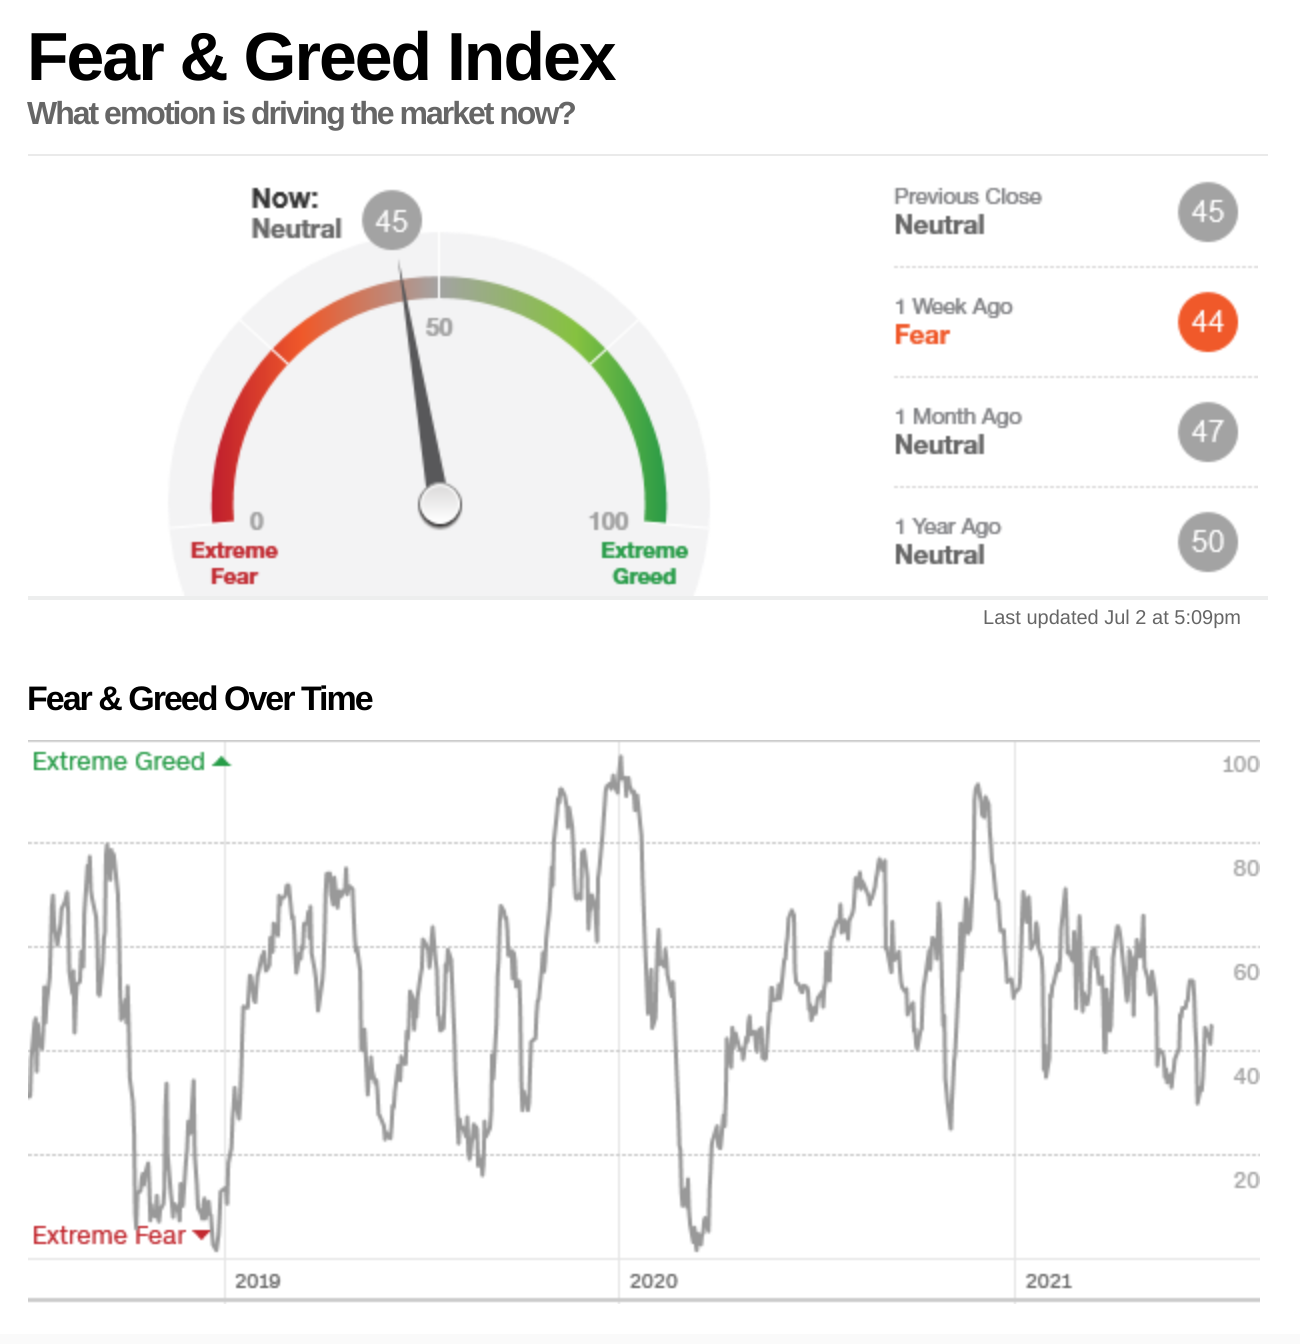 Fear & Greed Index
What emotion is driving the market now?
Now:
Neutral
45
50
0
100
Extreme
Fear
Extreme
Greed
Previous Close
Neutral
45
1 Week Ago
Fear
44
1 Month Ago
Neutral
47
1 Year Ago
Neutral
50
Last updated Jul 2 at 5:09pm
Fear & Greed Over Time
Extreme Greed
100
80
60
40
20
Extreme Fear
2019
2020
2021